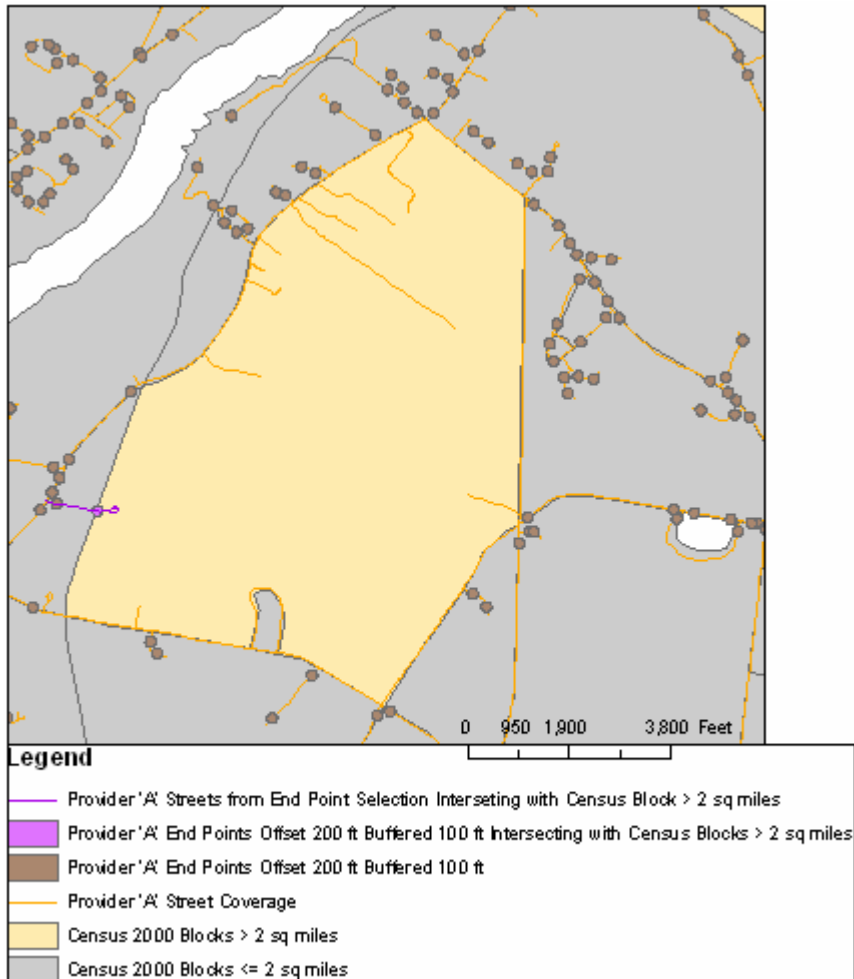 0 950 1,900 3,800 Feet
Legend
Provider 'A' Streets from End Point Selection Interseting with Census Block > 2 sq miles
Provider 'A' End Points Offset 200 ft Buffered 100 ft Intersecting with Census Blocks > 2 sq miles
Provider 'A' End Points Offset 200 ft Buffered 100 ft
Provider 'A' Street Coverage
Census 2000 Blocks > 2 sq miles
Census 2000 Blocks <= 2 sq miles